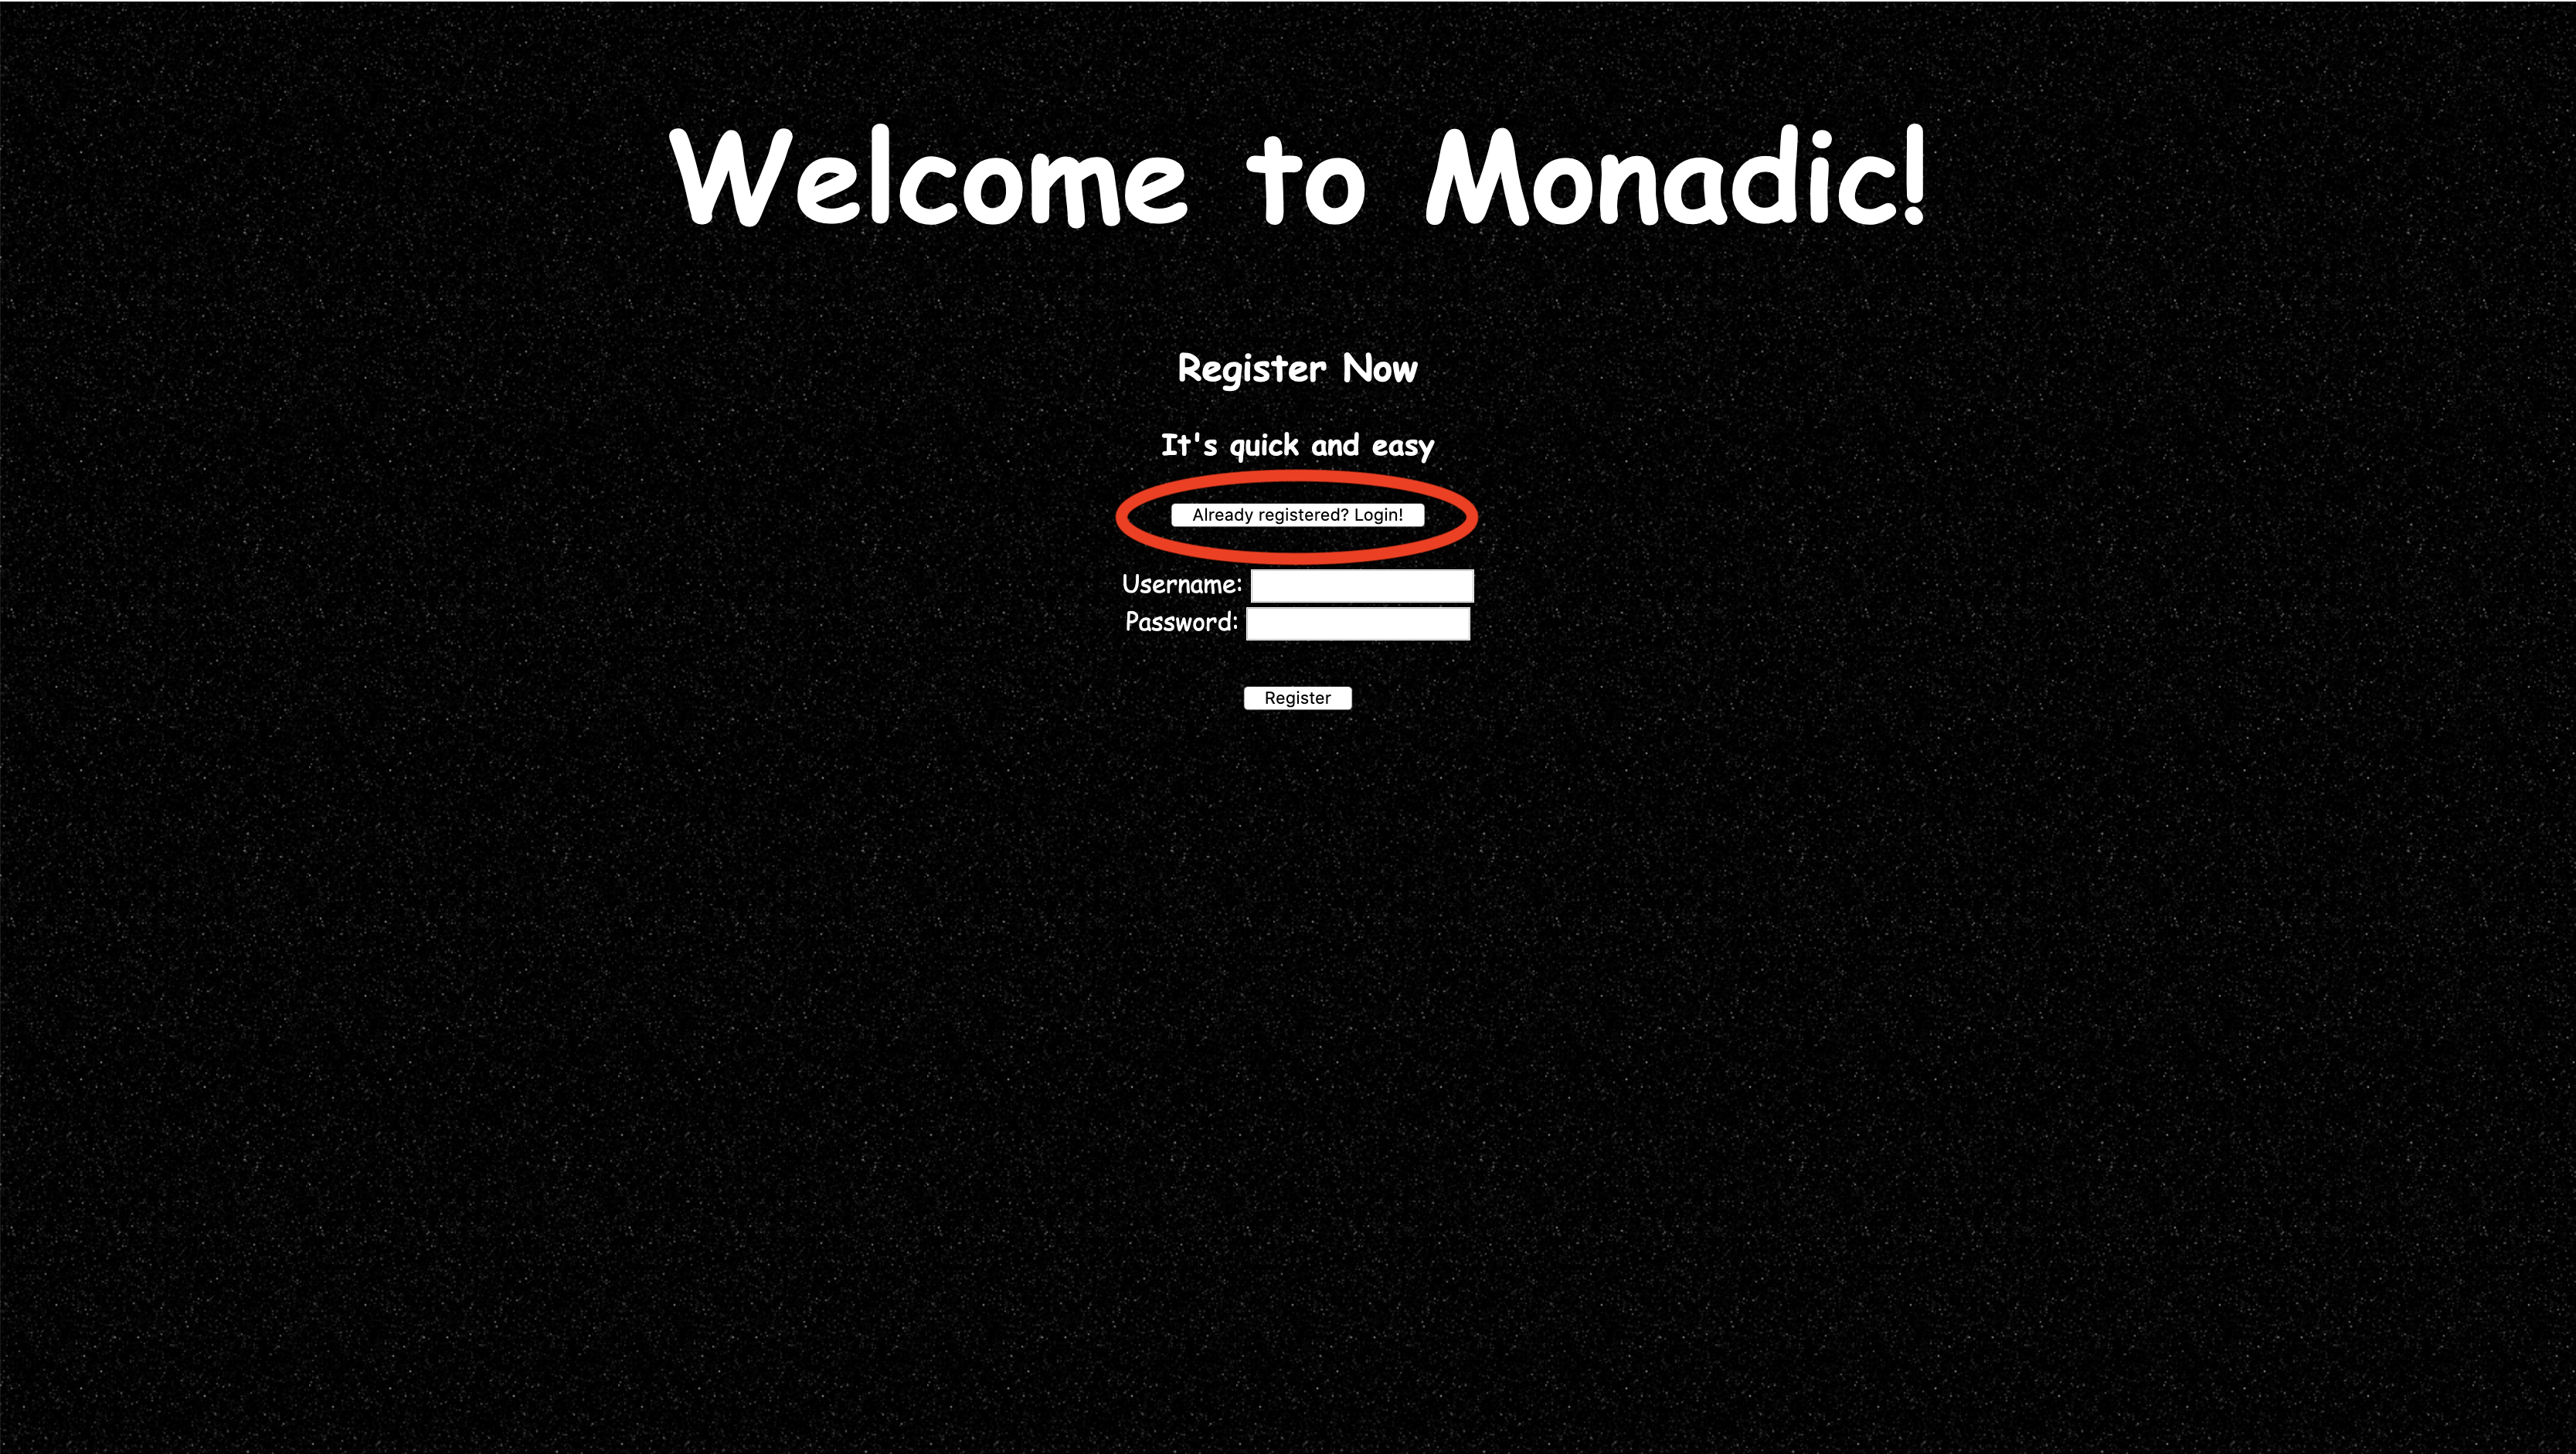 Welcome to Monadic!
Register Now
It's quick and easy
Already registered? Login!
Username:
Password:
Register